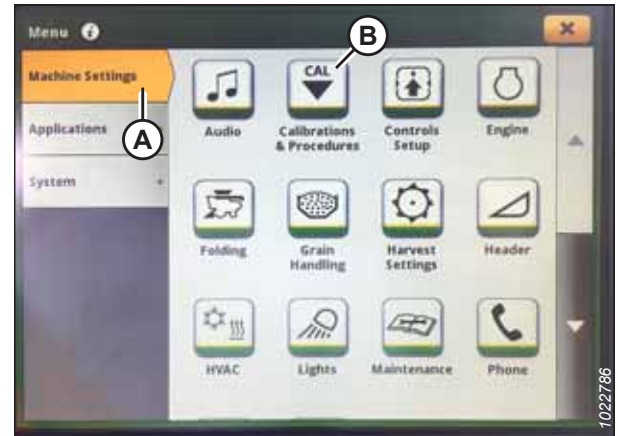 Menu i
B
Machine Settings
CAL
Audio
Calibrations
& Procedures
Controls
Setup
Engine
Applications
A
System
Folding
Grain
Handling
Harvest
Settings
Header
HVAC
Lights
Maintenance
Phone
1022786